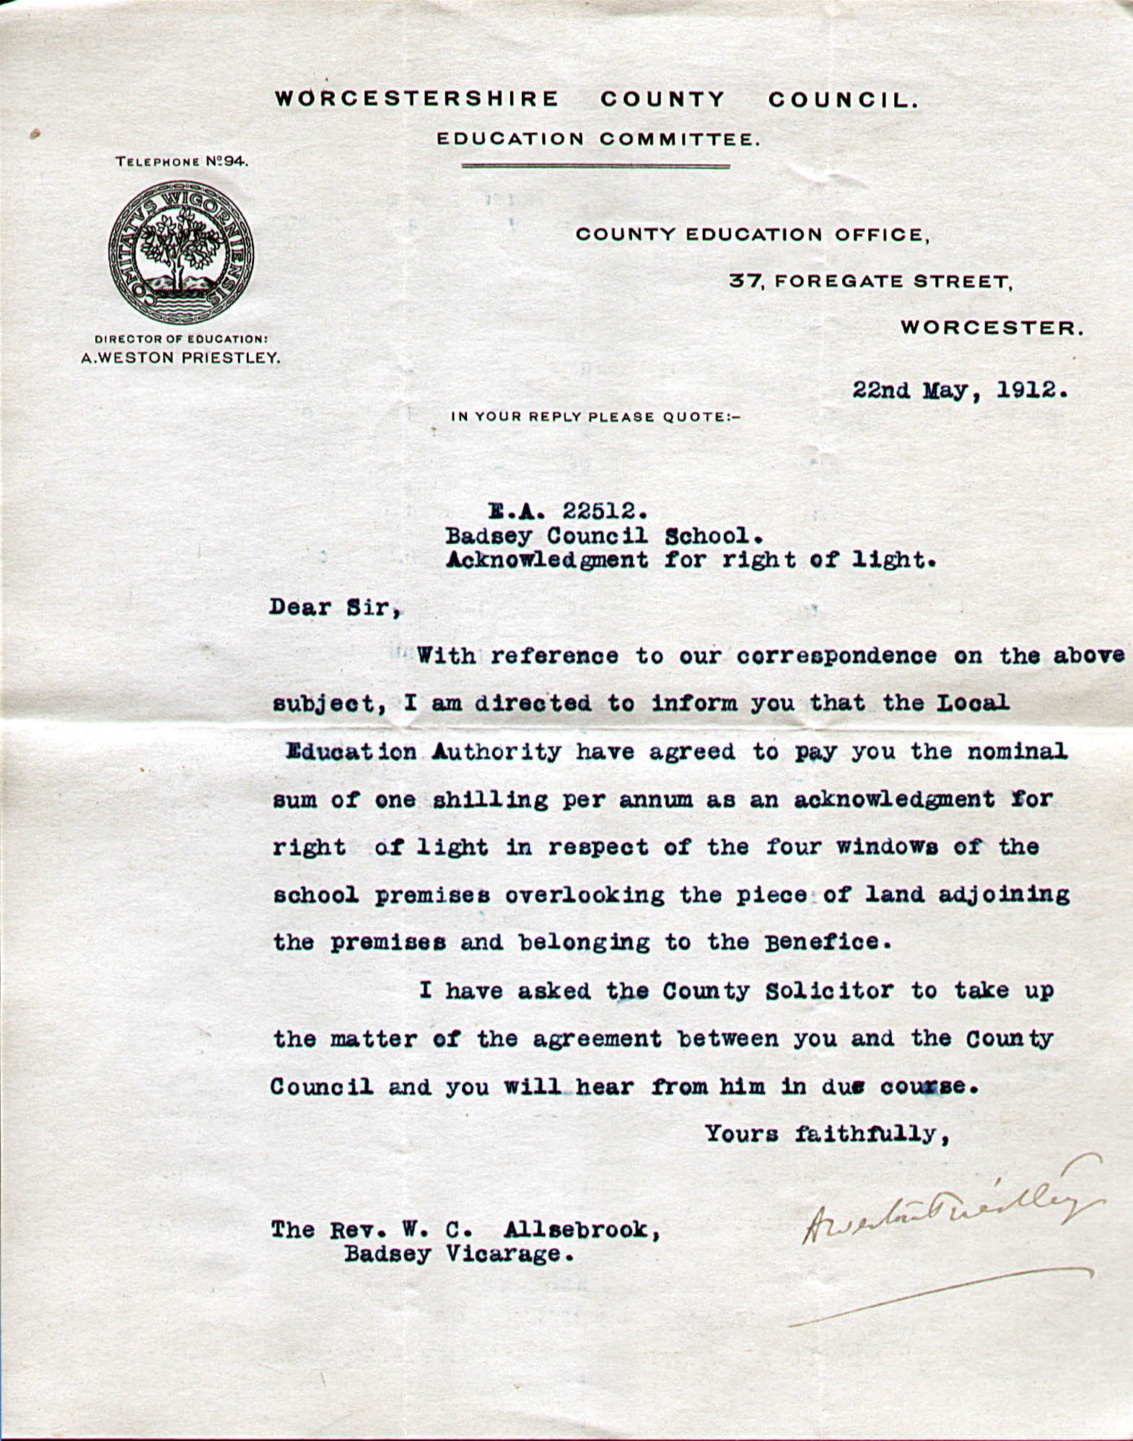 WORCESTERSHIRE COUNTY COUNCIL.
EDUCATION COMMITTEE.
TELEPHONE Nº 94.
COMITATVS WIGORNIENSIS
DIRECTOR OF EDUCATION:
A. WESTON PRIESTLEY.
COUNTY EDUCATION OFFICE,
37, FOREGATE STREET,
WORCESTER.
22nd May, 1912.
IN YOUR REPLY PLEASE QUOTE:-
E.A. 22512.
Badsey Council School.
Acknowledgment for right of light.
Dear Sir,
With reference to our correspondence on the above
subject, I am directed to inform you that the Local
Education Authority have agreed to pay you the nominal
sum of one shilling per annum as an acknowledgment for
right of light in respect of the four windows of the
school premises overlooking the piece of land adjoining
the premises and belonging to the Benefice.
I have asked the County Solicitor to take up
the matter of the agreement between you and the County
Council and you will hear from him in due course.
Yours faithfully,
A Weston Priestley
The Rev. W. C. Allsebrook,
Badsey Vicarage.